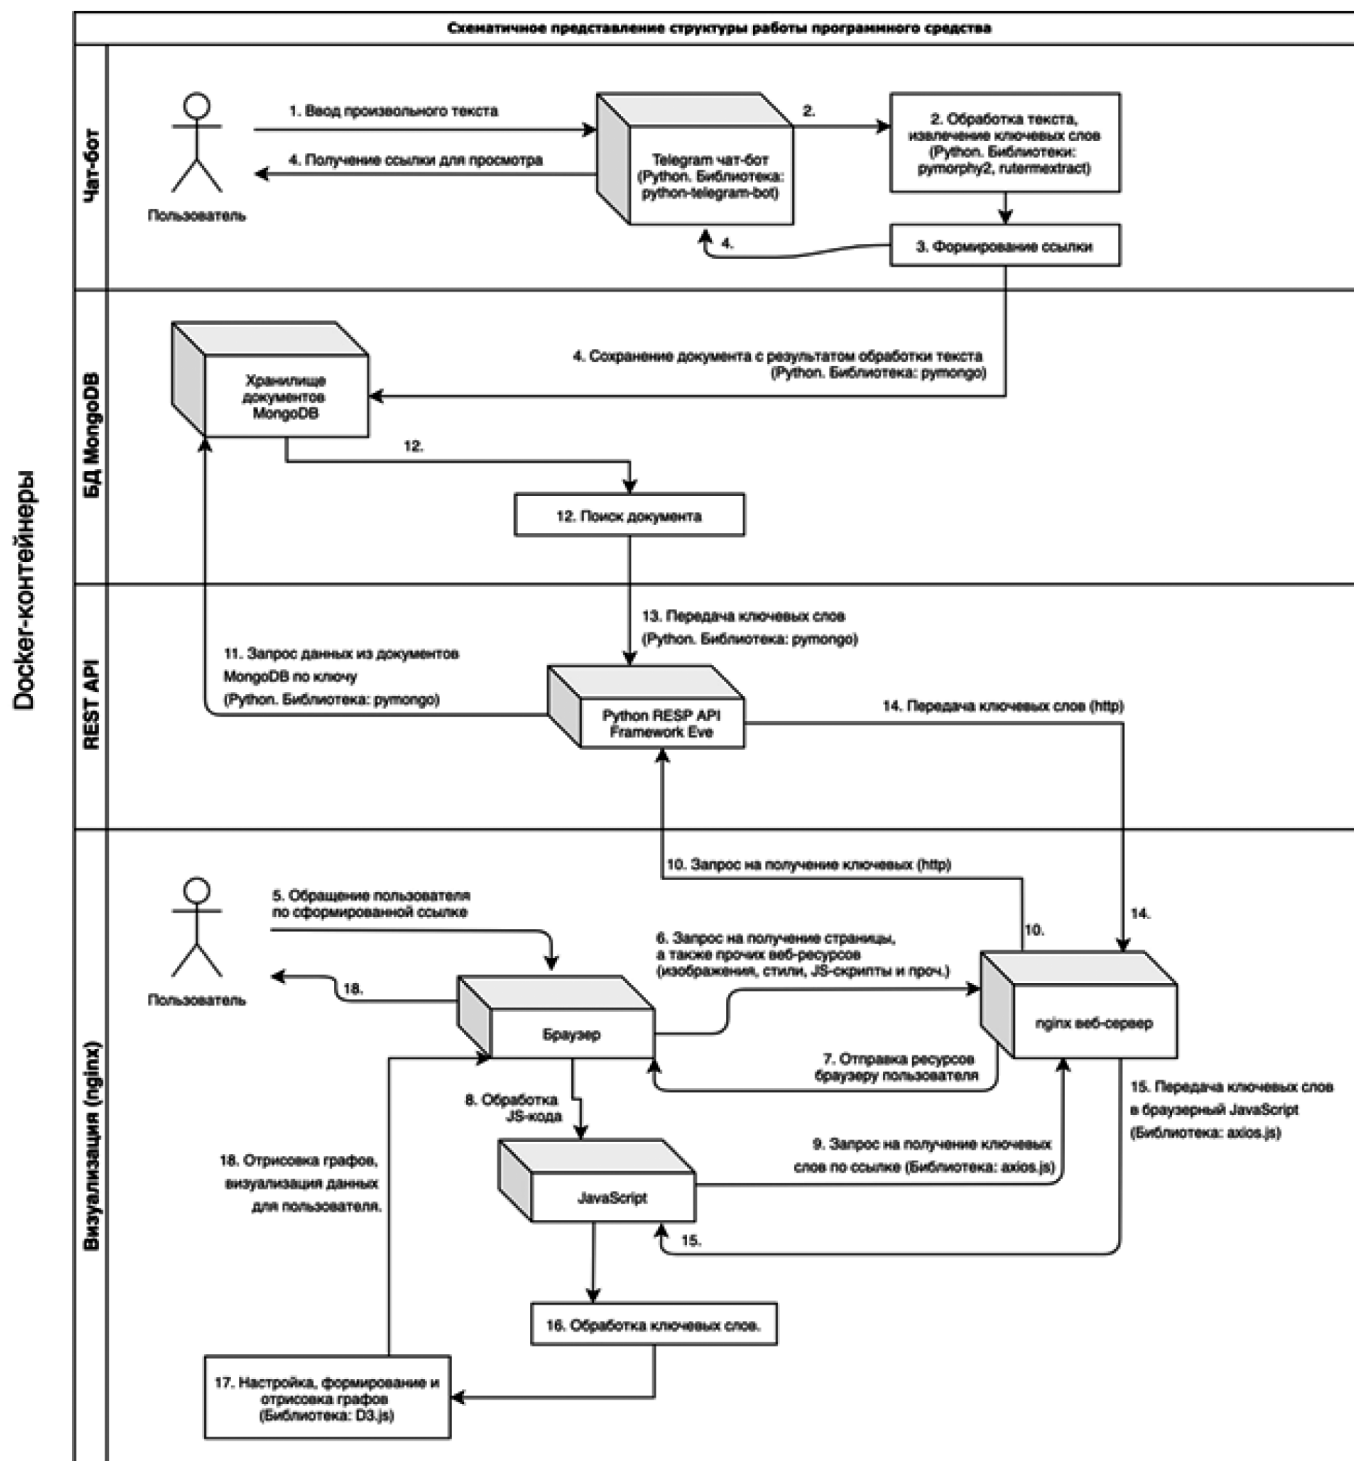 Схематичное представление структуры работы программного средства
Docker-контейнеры
Чат-бот
Пользователь
1. Ввод произвольного текста
4. Получение ссылки для просмотра
Telegram чат-бот
(Python. Библиотека:
python-telegram-bot)
2.
2. Обработка текста,
извлечение ключевых слов
(Python. Библиотеки:
pymorphy2, rutermextract)
4.
3. Формирование ссылки
БД MongoDB
Хранилище
документов
MongoDB
4. Сохранение документа с результатом обработки текста
(Python. Библиотека: pymongo)
12.
12. Поиск документа
REST API
13. Передача ключевых слов
(Python. Библиотека: pymongo)
11. Запрос данных из документов
MongoDB по ключу
(Python. Библиотека: pymongo)
Python RESP API
Framework Eve
14. Передача ключевых слов (http)
Визуализация (nginx)
10. Запрос на получение ключевых (http)
Пользователь
5. Обращение пользователя
по сформированной ссылке
18.
Браузер
6. Запрос на получение страницы,
а также прочих веб-ресурсов
(изображения, стили, JS-скрипты и проч.)
10.
14.
nginx веб-сервер
7. Отправка ресурсов
браузеру пользователя
8. Обработка
JS-кода
15. Передача ключевых слов
в браузерный JavaScript
(Библиотека: axios.js)
9. Запрос на получение ключевых
слов по ссылке (Библиотека: axios.js)
18. Отрисовка графов,
визуализация данных
для пользователя.
JavaScript
15.
16. Обработка ключевых слов.
17. Настройка, формирование и
отрисовка графов
(Библиотека: D3.js)